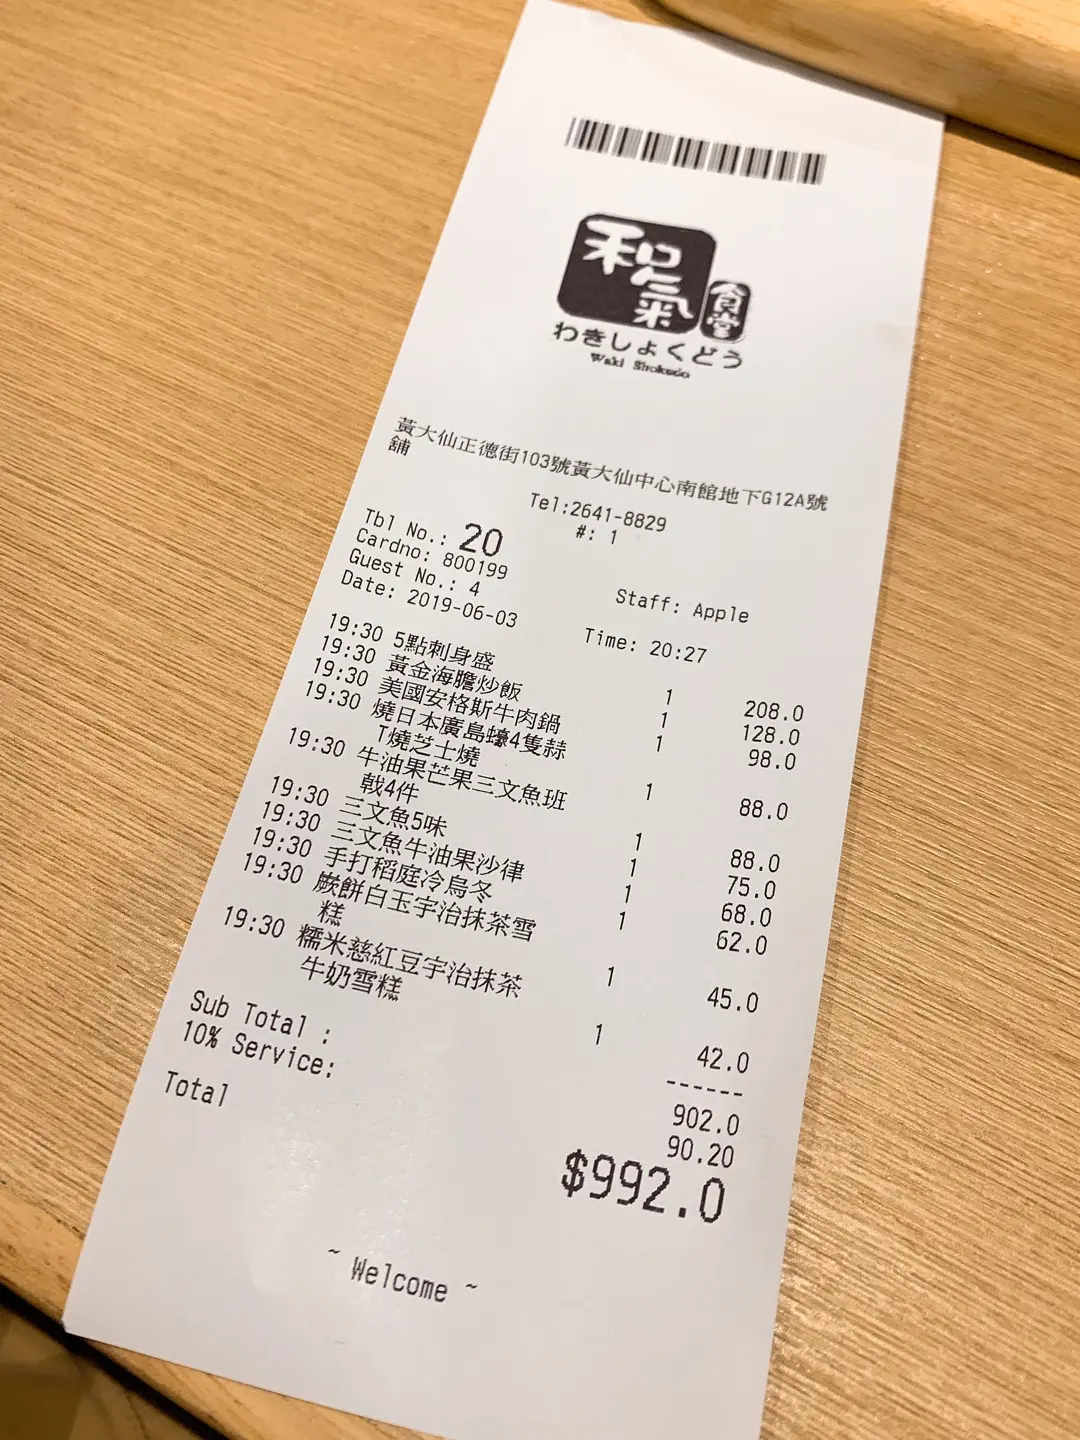 和氣
食堂
わきしょくどう
Waki Shokudo
黃大仙正德街103號黃大仙中心南館地下G12A號
舖
Tel:2641-8829
#: 1
Tbl No.: 20
Cardno: 800199
Guest No.: 4
Staff: Apple
Date: 2019-06-03
Time: 20:27
19:30 5點刺身盛 1 208.0
19:30 黃金海膽炒飯 1 128.0
19:30 美國安格斯牛肉鍋 1 98.0
19:30 燒日本廣島蠔4隻蒜
T燒芝士燒 1 88.0
19:30 牛油果芒果三文魚班
戟4件 1 88.0
19:30 三文魚5味 1 75.0
19:30 三文魚牛油果沙律 1 68.0
19:30 手打稻庭冷烏冬 1 62.0
19:30 蕨餅白玉宇治抹茶雪
糕 1 45.0
19:30 糯米慈紅豆宇治抹茶
牛奶雪糕 1 42.0
------
Sub Total : 902.0
10% Service: 90.20
Total $992.0
~ Welcome ~